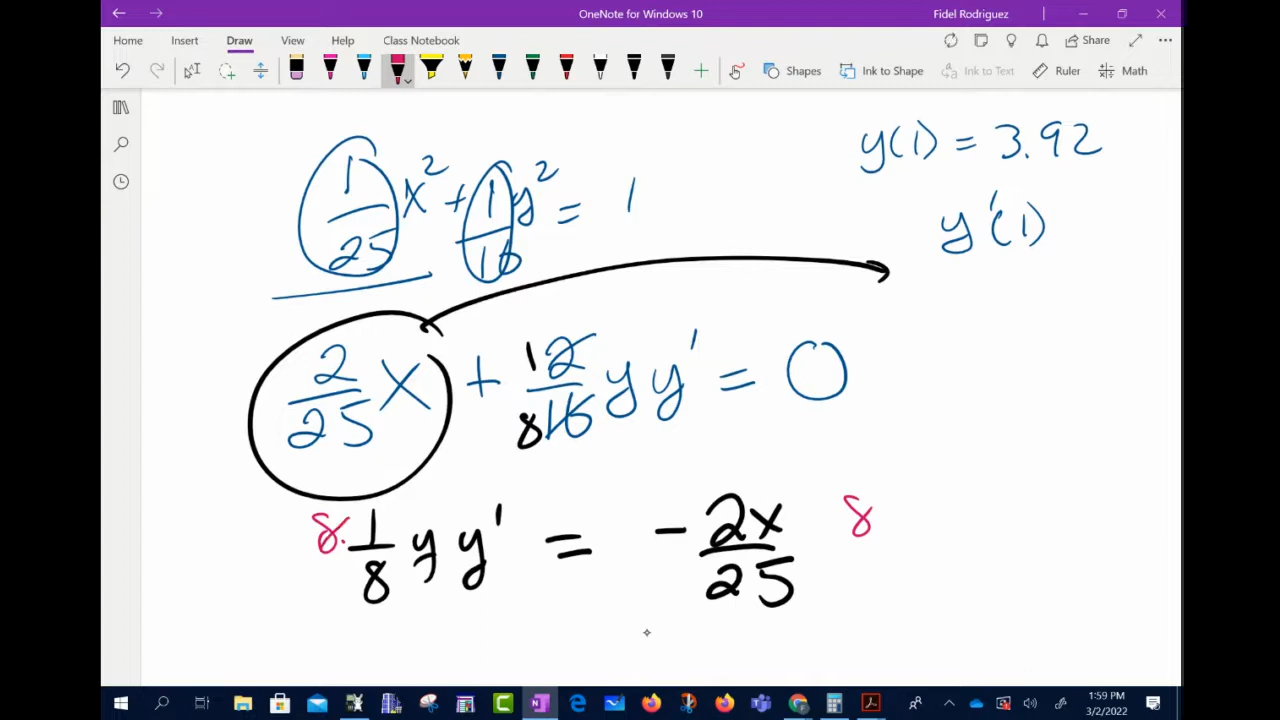 OneNote for Windows 10 Fidel Rodriguez
Home Insert Draw View Help Class Notebook Share
Shapes Ink to Shape Ink to Text Ruler Math
y(1) = 3.92
1/25 x² + 1/16 y² = 1
y'(1)
2/25 x + 1 2/8 16 y y' = 0
8. 1/8 y y' = - 2x/25 8
1:59 PM
3/2/2022